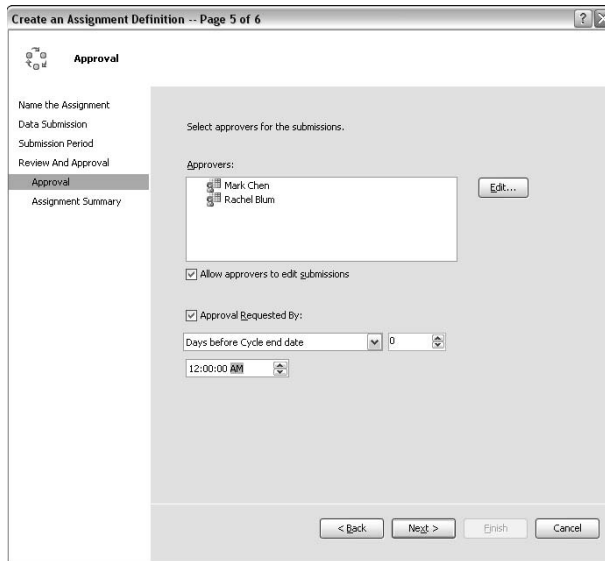 Create an Assignment Definition -- Page 5 of 6
Approval
Name the Assignment
Data Submission
Submission Period
Review And Approval
Approval
Assignment Summary
Select approvers for the submissions.
Approvers:
Mark Chen
Rachel Blum
Edit...
Allow approvers to edit submissions
Approval Requested By:
Days before Cycle end date 0
12:00:00 AM
< Back Next > Finish Cancel